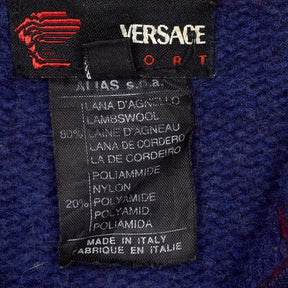 VERSACE
ORT
ALIAS s.p.a.
LANA D'AGNELLO
LAMBSWOOL
80% LAINE D'AGNEAU
LANA DE CORDERO
LA DE CORDEIRO
POLIAMMIDE
NYLON
20% POLYAMIDE
POLYAMID
POLIAMIDA
MADE IN ITALY
FABRIQUE EN ITALIE